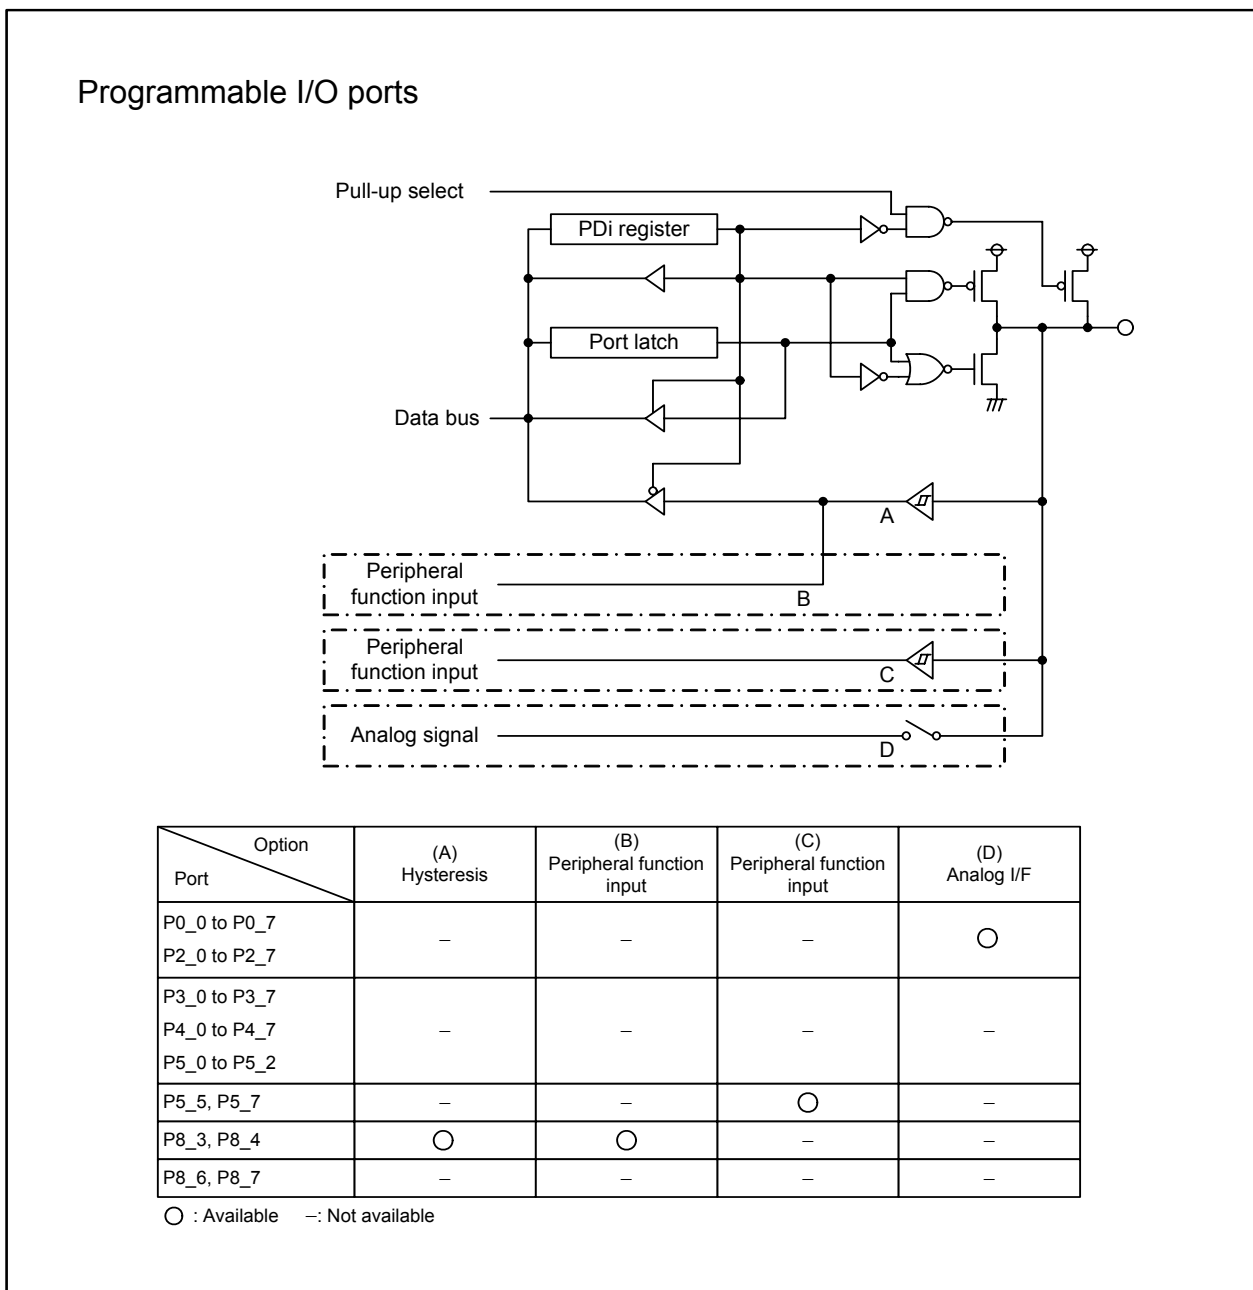 Programmable I/O ports
Pull-up select
PDi register
Port latch
Data bus
A
Peripheral
function input
B
Peripheral
function input
C
Analog signal
D
Option
Port
(A)
Hysteresis
(B)
Peripheral function
input
(C)
Peripheral function
input
(D)
Analog I/F
P0_0 to P0_7
P2_0 to P2_7
– – – ○
P3_0 to P3_7
P4_0 to P4_7
P5_0 to P5_2
– – – –
P5_5, P5_7 – – ○ –
P8_3, P8_4 ○ ○ – –
P8_6, P8_7 – – – –
○ : Available –: Not available